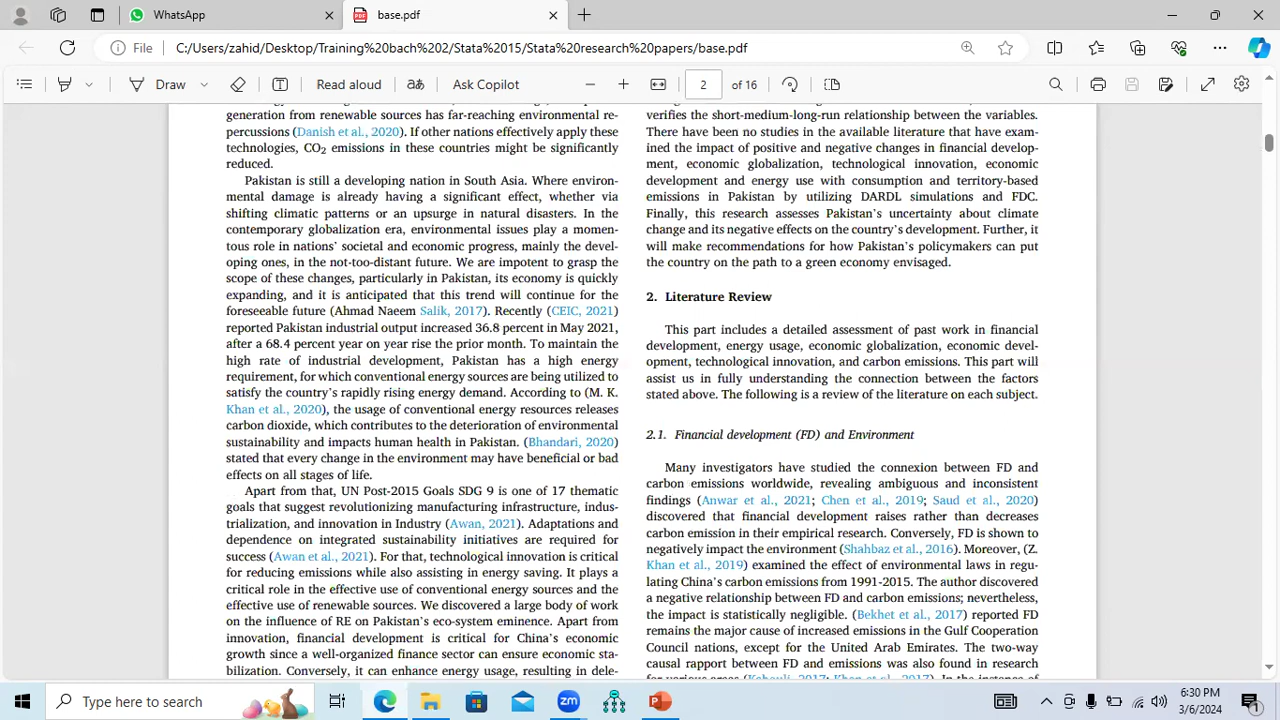 WhatsApp
base.pdf
File
C:/Users/zahid/Desktop/Training%20bach%202/Stata%2015/Stata%20research%20papers/base.pdf
Draw
Read aloud
Ask Copilot
2
of 16
generation from renewable sources has far-reaching environmental re-
percussions (Danish et al., 2020). If other nations effectively apply these
technologies, CO2 emissions in these countries might be significantly
reduced.
Pakistan is still a developing nation in South Asia. Where environ-
mental damage is already having a significant effect, whether via
shifting climatic patterns or an upsurge in natural disasters. In the
contemporary globalization era, environmental issues play a momen-
tous role in nations' societal and economic progress, mainly the devel-
oping ones, in the not-too-distant future. We are impotent to grasp the
scope of these changes, particularly in Pakistan, its economy is quickly
expanding, and it is anticipated that this trend will continue for the
foreseeable future (Ahmad Naeem Salik, 2017). Recently (CEIC, 2021)
reported Pakistan industrial output increased 36.8 percent in May 2021,
after a 68.4 percent year on year rise the prior month. To maintain the
high rate of industrial development, Pakistan has a high energy
requirement, for which conventional energy sources are being utilized to
satisfy the country's rapidly rising energy demand. According to (M. K.
Khan et al., 2020), the usage of conventional energy resources releases
carbon dioxide, which contributes to the deterioration of environmental
sustainability and impacts human health in Pakistan. (Bhandari, 2020)
stated that every change in the environment may have beneficial or bad
effects on all stages of life.
Apart from that, UN Post-2015 Goals SDG 9 is one of 17 thematic
goals that suggest revolutionizing manufacturing infrastructure, indus-
trialization, and innovation in Industry (Awan, 2021). Adaptations and
dependence on integrated sustainability initiatives are required for
success (Awan et al., 2021). For that, technological innovation is critical
for reducing emissions while also assisting in energy saving. It plays a
critical role in the effective use of conventional energy sources and the
effective use of renewable sources. We discovered a large body of work
on the influence of RE on Pakistan's eco-system eminence. Apart from
innovation, financial development is critical for China's economic
growth since a well-organized finance sector can ensure economic sta-
bilization. Conversely, it can enhance energy usage, resulting in dele-
verifies the short-medium-long-run relationship between the variables.
There have been no studies in the available literature that have exam-
ined the impact of positive and negative changes in financial develop-
ment, economic globalization, technological innovation, economic
development and energy use with consumption and territory-based
emissions in Pakistan by utilizing DARDL simulations and FDC.
Finally, this research assesses Pakistan's uncertainty about climate
change and its negative effects on the country's development. Further, it
will make recommendations for how Pakistan's policymakers can put
the country on the path to a green economy envisaged.
2. Literature Review
This part includes a detailed assessment of past work in financial
development, energy usage, economic globalization, economic devel-
opment, technological innovation, and carbon emissions. This part will
assist us in fully understanding the connection between the factors
stated above. The following is a review of the literature on each subject.
2.1. Financial development (FD) and Environment
Many investigators have studied the connexion between FD and
carbon emissions worldwide, revealing ambiguous and inconsistent
findings (Anwar et al., 2021; Chen et al., 2019; Saud et al., 2020)
discovered that financial development raises rather than decreases
carbon emission in their empirical research. Conversely, FD is shown to
negatively impact the environment (Shahbaz et al., 2016). Moreover, (Z.
Khan et al., 2019) examined the effect of environmental laws in regu-
lating China's carbon emissions from 1991-2015. The author discovered
a negative relationship between FD and carbon emissions; nevertheless,
the impact is statistically negligible. (Bekhet et al., 2017) reported FD
remains the major cause of increased emissions in the Gulf Cooperation
Council nations, except for the United Arab Emirates. The two-way
causal rapport between FD and emissions was also found in research
Type here to search
6:30 PM
3/6/2024